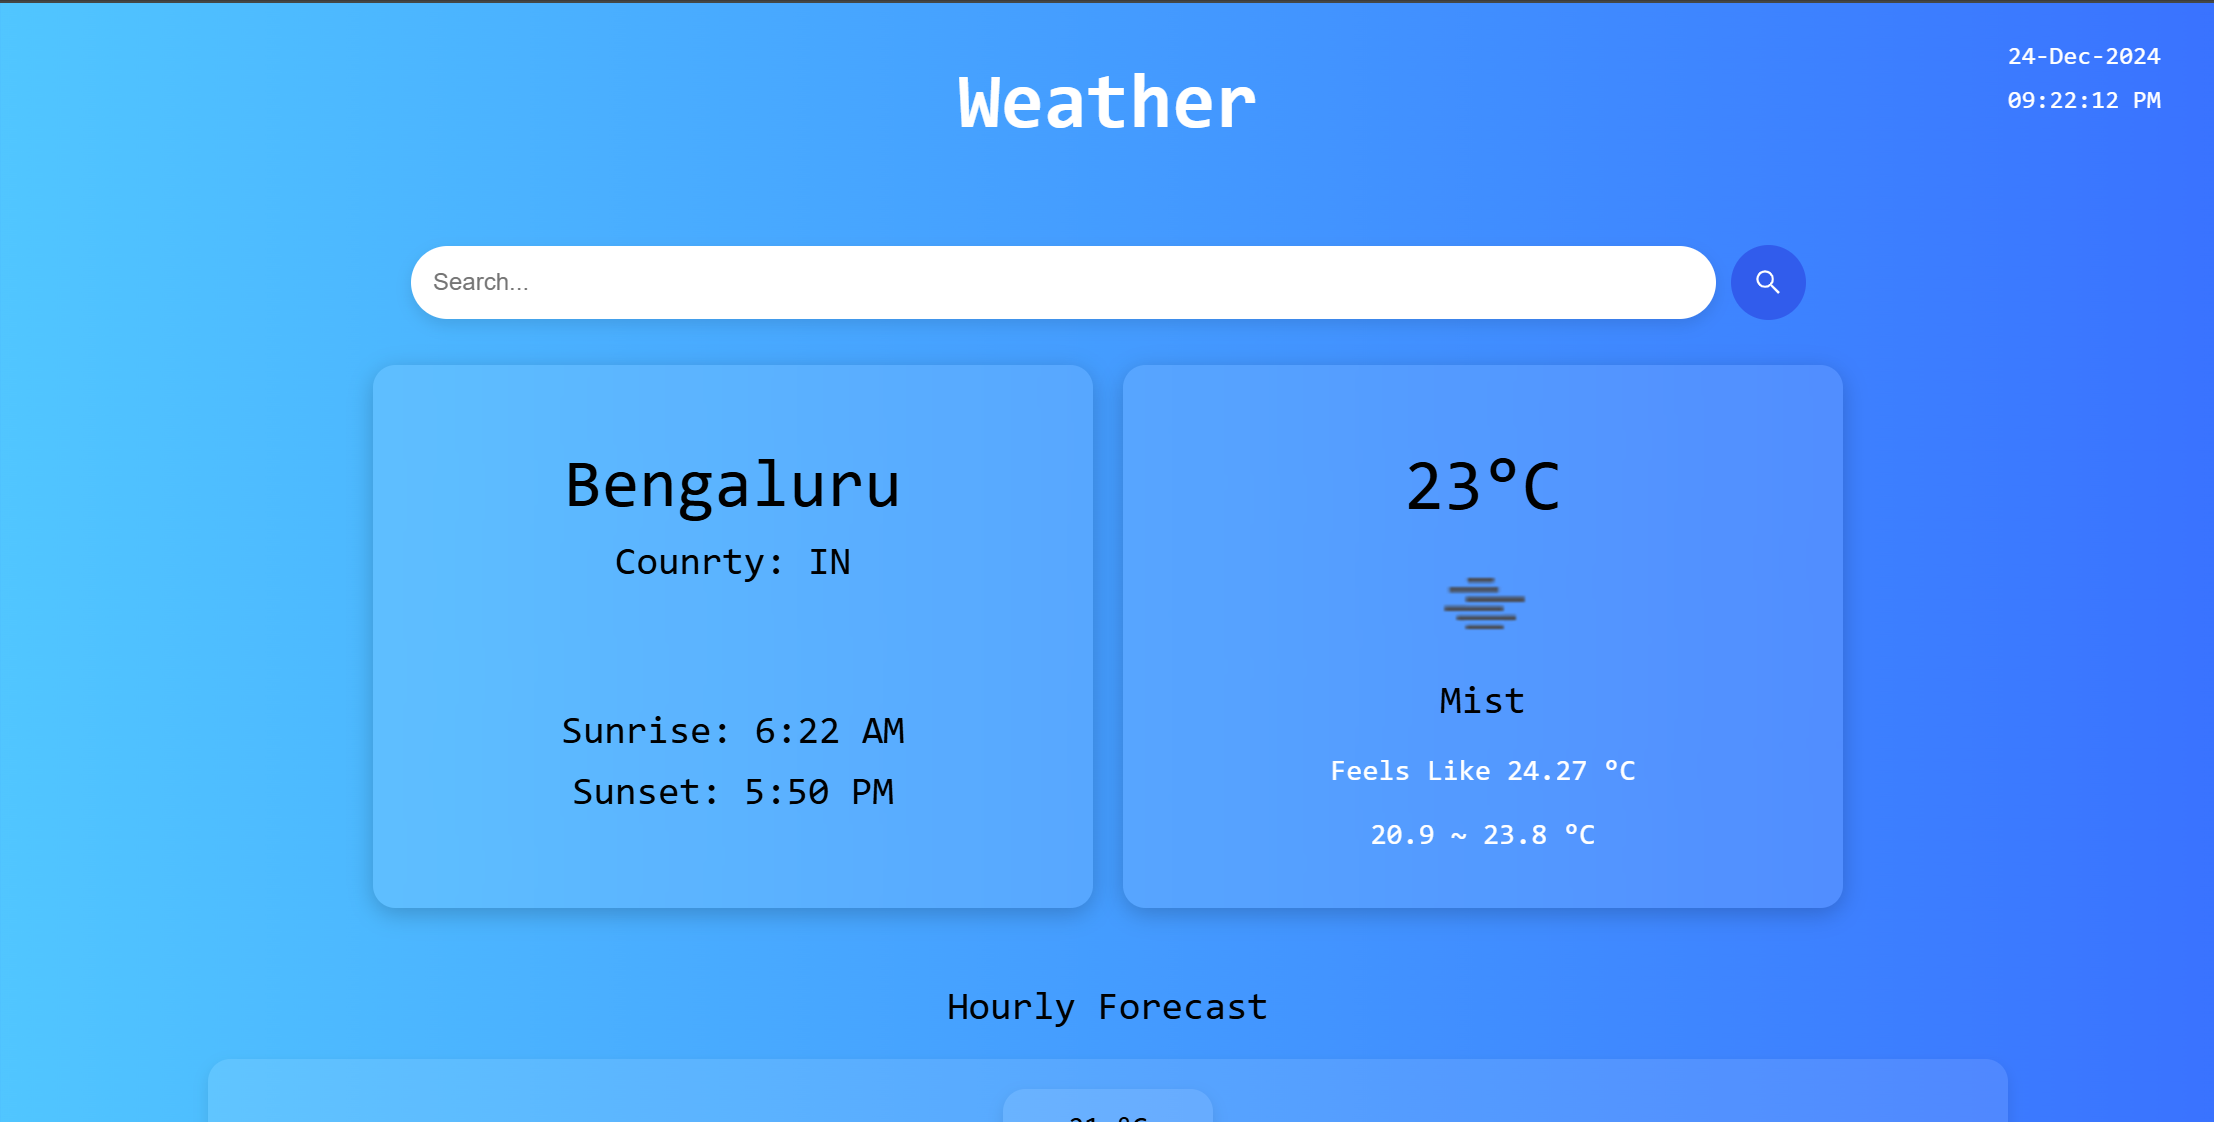 Weather
24-Dec-2024
09:22:12 PM
Search...
Bengaluru
Counrty: IN
Sunrise: 6:22 AM
Sunset: 5:50 PM
23°C
Mist
Feels Like 24.27 °C
20.9 ~ 23.8 °C
Hourly Forecast
21 °C